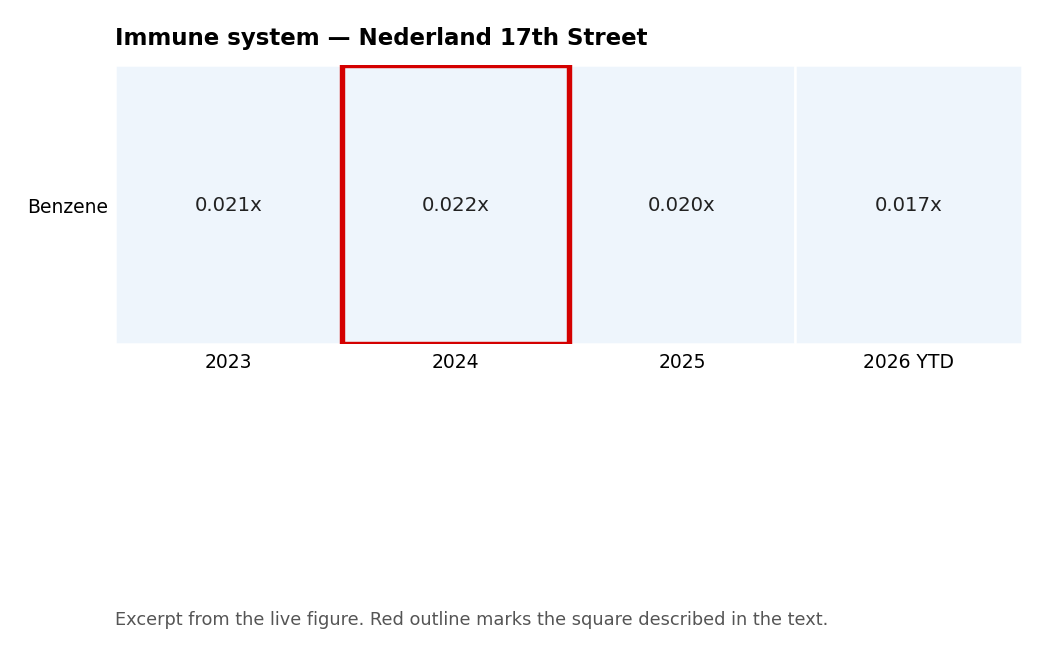 Immune system — Nederland 17th Street
Benzene 0.021x 0.022x 0.020x 0.017x
2023 2024 2025 2026 YTD
Excerpt from the live figure. Red outline marks the square described in the text.